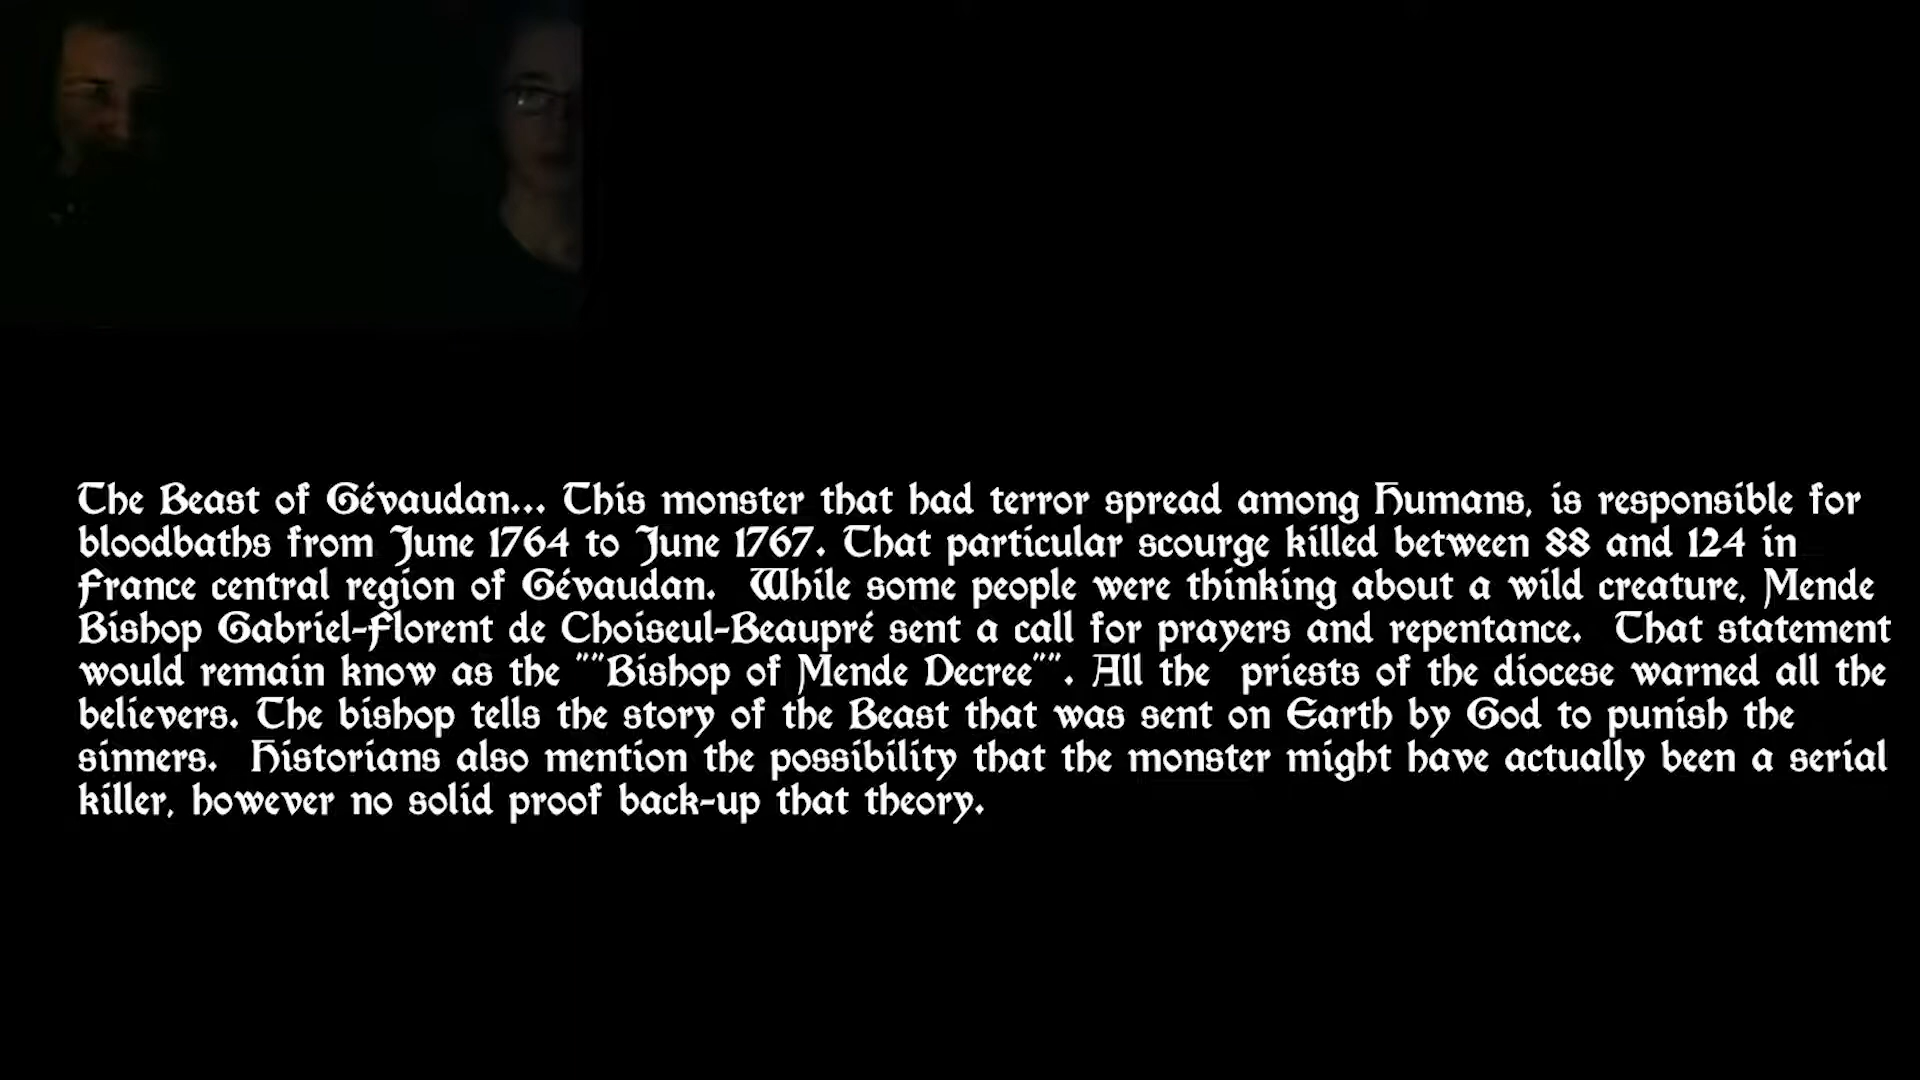 The Beast of Gévaudan... This monster that had terror spread among Humans, is responsible for
bloodbaths from June 1764 to June 1767. That particular scourge killed between 88 and 124 in
France central region of Gévaudan.  While some people were thinking about a wild creature, Mende
Bishop Gabriel-Florent de Choiseul-Beaupré sent a call for prayers and repentance.  That statement
would remain know as the ""Bishop of Mende Decree"". All the  priests of the diocese warned all the
believers. The bishop tells the story of the Beast that was sent on Earth by God to punish the
sinners.  Historians also mention the possibility that the monster might have actually been a serial
killer, however no solid proof back-up that theory.